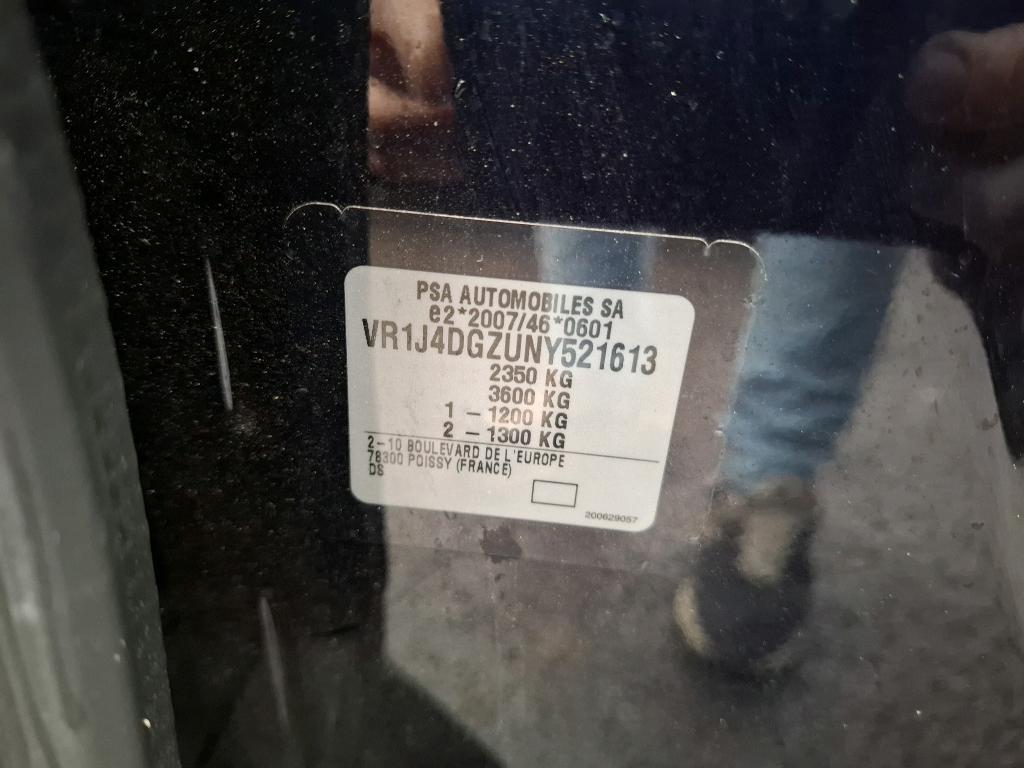 PSA AUTOMOBILES SA
e2*2007/46*0601
VR1J4DGZUNY521613
2350 KG
3600 KG
1 - 1200 KG
2 - 1300 KG
2-10 BOULEVARD DE L'EUROPE
78300 POISSY (FRANCE)
DS
200629057